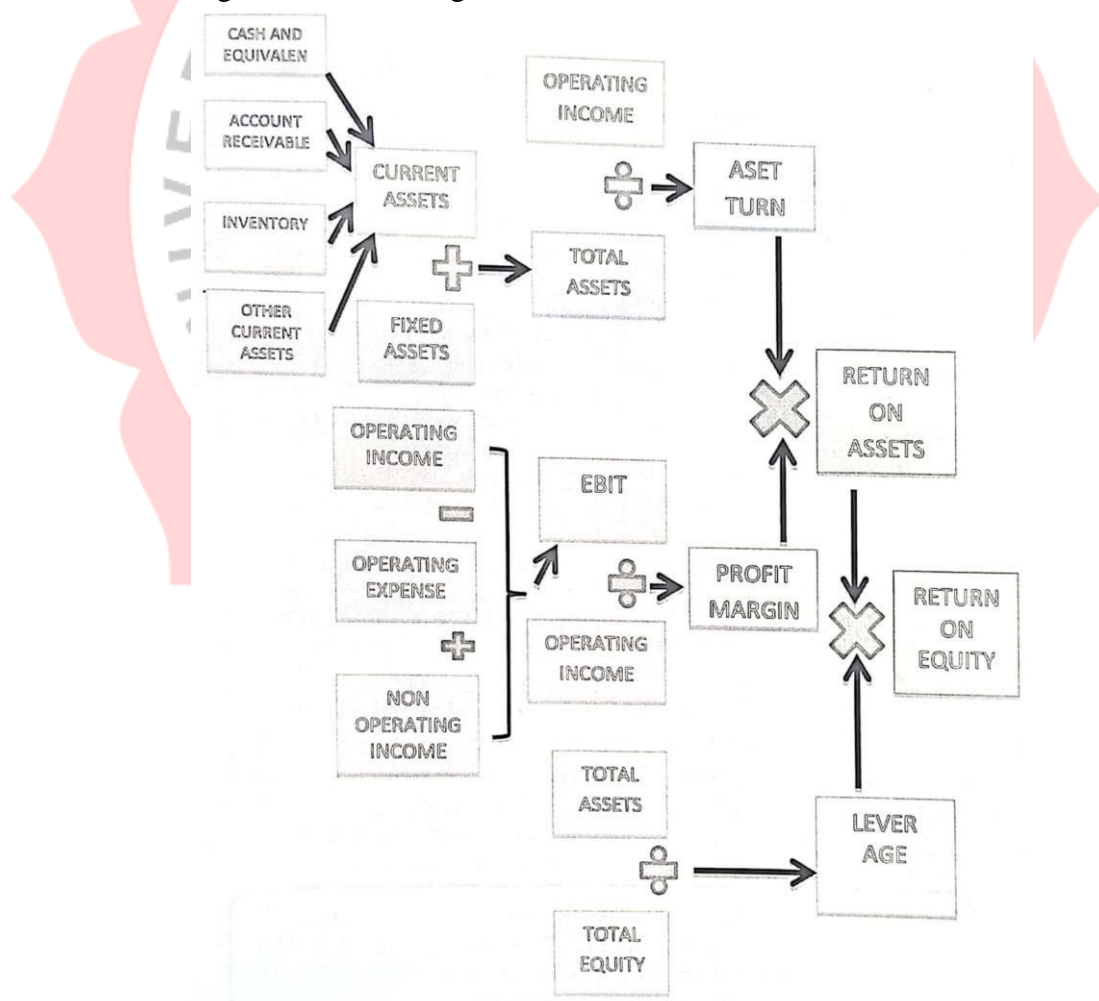 CASH AND
EQUIVALEN
ACCOUNT
RECEIVABLE
INVENTORY
OTHER
CURRENT
ASSETS
CURRENT
ASSETS
FIXED
ASSETS
OPERATING
INCOME
TOTAL
ASSETS
ASET
TURN
OPERATING
INCOME
OPERATING
EXPENSE
NON
OPERATING
INCOME
EBIT
OPERATING
INCOME
PROFIT
MARGIN
RETURN
ON
ASSETS
RETURN
ON
EQUITY
TOTAL
ASSETS
TOTAL
EQUITY
LEVER
AGE